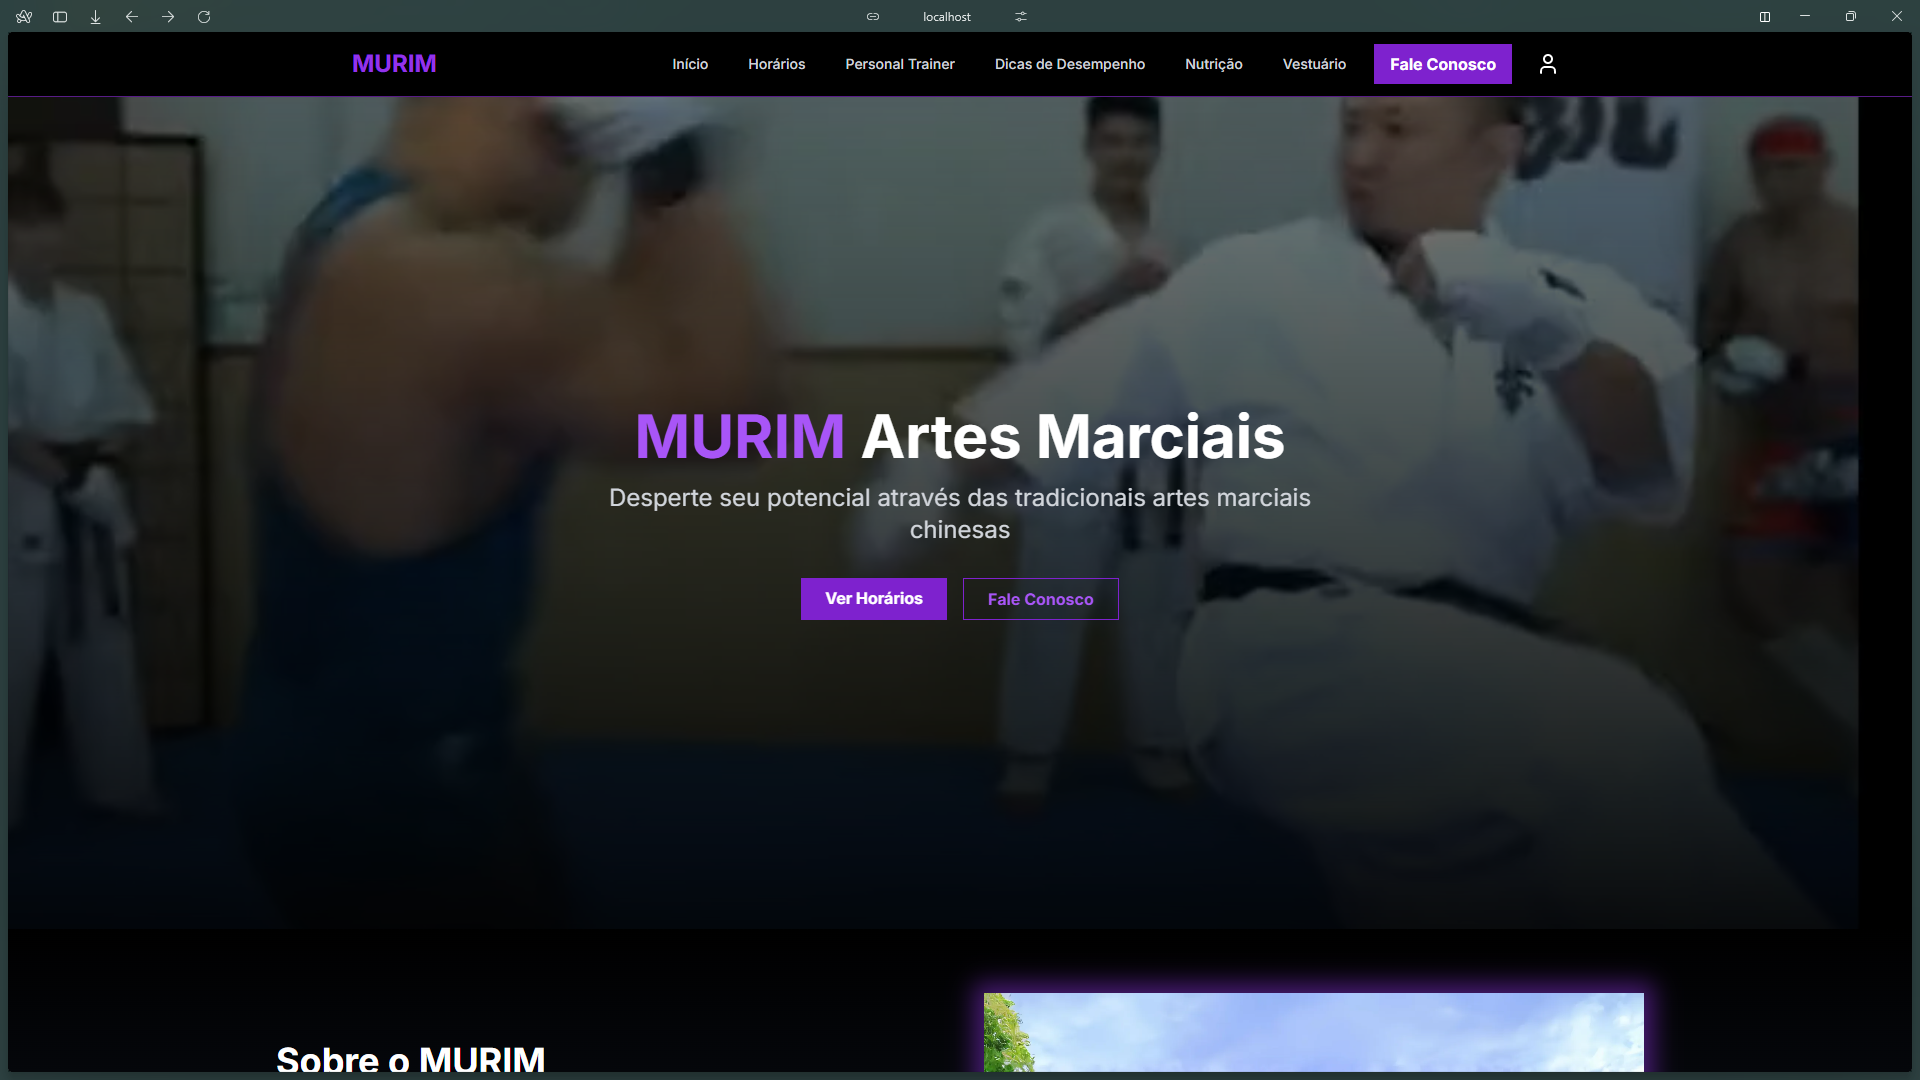 localhost
MURIM
Início
Horários
Personal Trainer
Dicas de Desempenho
Nutrição
Vestuário
Fale Conosco
MURIM Artes Marciais
Desperte seu potencial através das tradicionais artes marciais
chinesas
Ver Horários
Fale Conosco
Sobre o MURIM